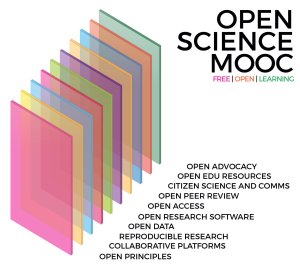 OPEN
SCIENCE
MOOC
FREE | OPEN | LEARNING
OPEN ADVOCACY
OPEN EDU RESOURCES
CITIZEN SCIENCE AND COMMS
OPEN PEER REVIEW
OPEN ACCESS
OPEN RESEARCH SOFTWARE
OPEN DATA
REPRODUCIBLE RESEARCH
COLLABORATIVE PLATFORMS
OPEN PRINCIPLES